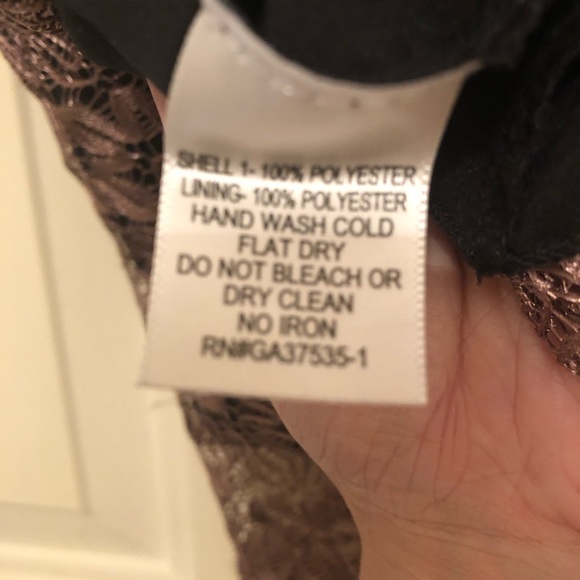 SHELL 1- 100% POLYESTER
LINING- 100% POLYESTER
HAND WASH COLD
FLAT DRY
DO NOT BLEACH OR
DRY CLEAN
NO IRON
RN#GA37535-1